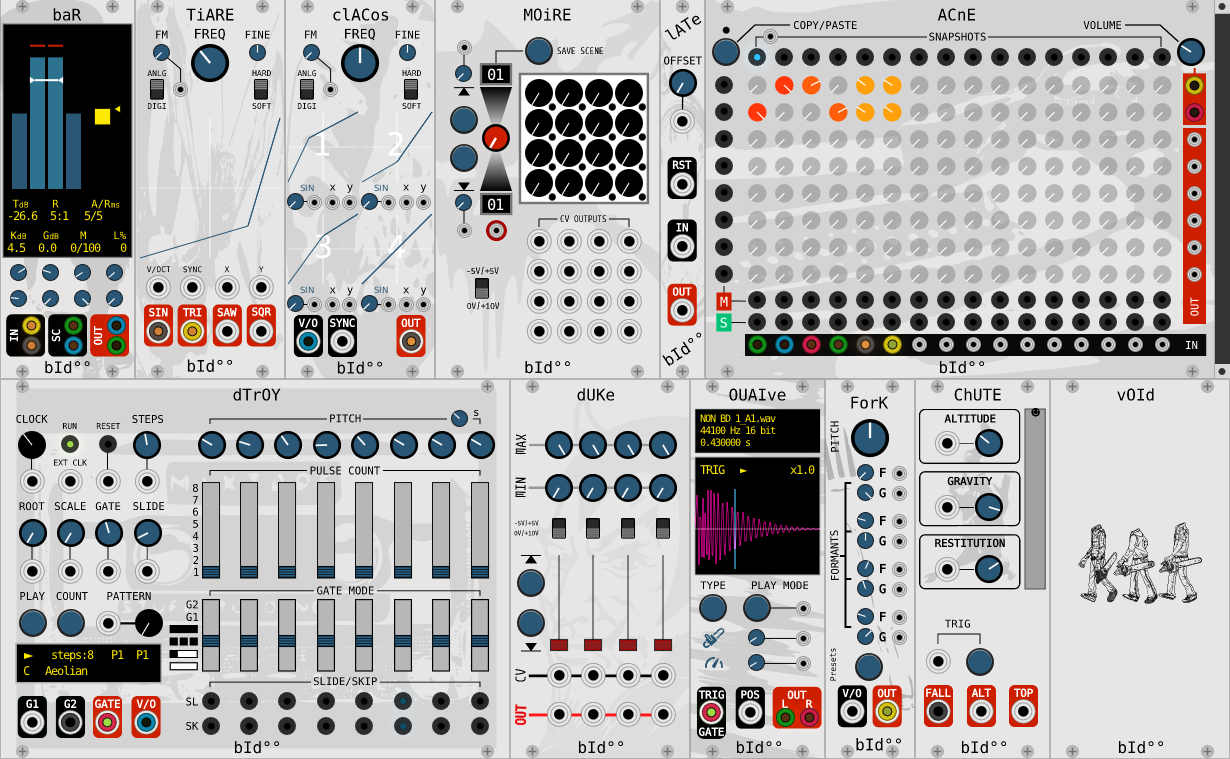 baR
TdB R A/Rms
-26.6 5:1 5/5
KdB GdB M L%
4.5 0.0 0/100 0
IN SC OUT
bId°°
TiARE
FM FREQ FINE
ANLG HARD
DIGI SOFT
V/OCT SYNC X Y
SIN TRI SAW SQR
bId°°
clACos
FM FREQ FINE
ANLG HARD
DIGI SOFT
1 2
SIN x y SIN x y
3 4
SIN x y SIN x y
V/O SYNC OUT
bId°°
MOiRE
SAVE SCENE
01
01
CV OUTPUTS
-5V/+5V
0V/+10V
bId°°
lATe
OFFSET
RST
IN
OUT
bId°°
ACnE
COPY/PASTE VOLUME
SNAPSHOTS
M
S
OUT
IN
bId°°
dTrOY
CLOCK RUN RESET STEPS
EXT CLK
PITCH S
PULSE COUNT
8
7
6
5
4
3
2
1
ROOT SCALE GATE SLIDE
PLAY COUNT PATTERN
GATE MODE
G2
G1
► steps:8 P1 P1
C Aeolian
SLIDE/SKIP
SL
SK
G1 G2 GATE V/O
bId°°
dUKe
MAX
MIN
-5V/+5V
0V/+10V
CV
OUT
bId°°
OUAIve
NON BD 1 A1.wav
44100 Hz 16 bit
0.430000 s
TRIG ► x1.0
TYPE PLAY MODE
TRIG POS OUT
L R
GATE
bId°°
ForK
PITCH
FORMANTS
F
G
F
G
F
G
F
G
Presets
V/O OUT
bId°°
ChUTE
ALTITUDE
GRAVITY
RESTITUTION
TRIG
FALL ALT TOP
bId°°
vOId
bId°°